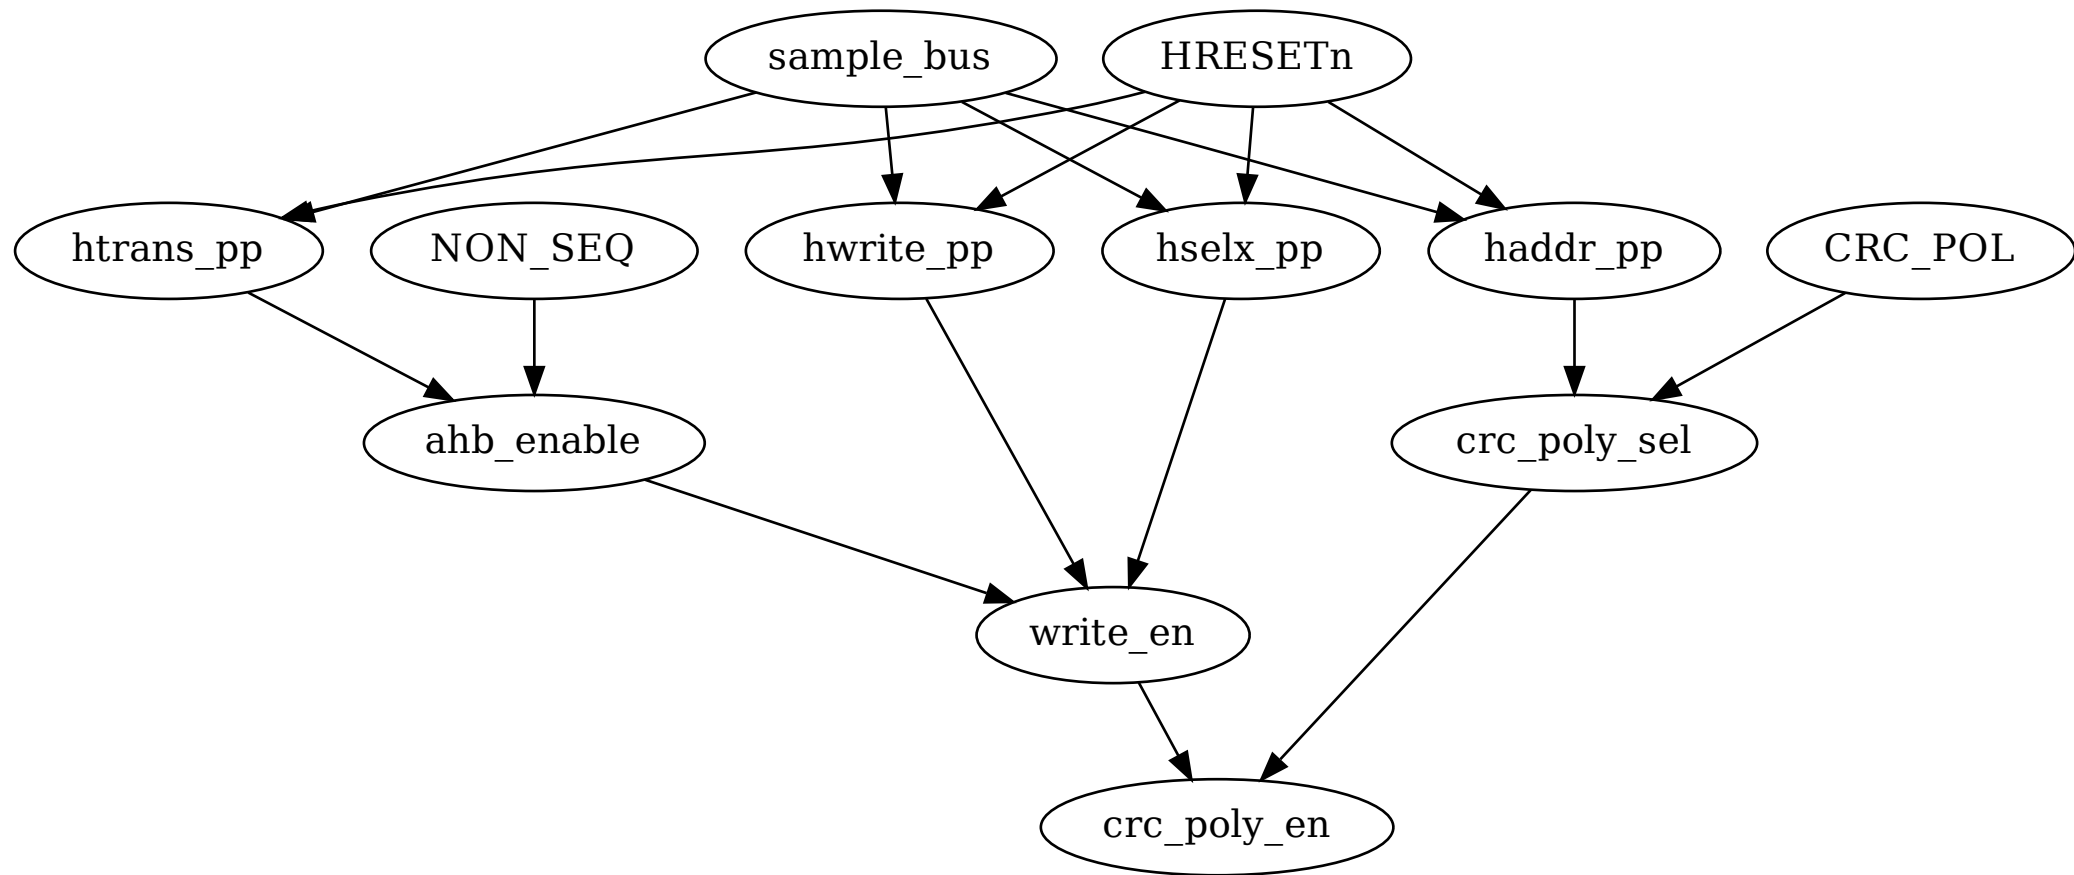 sample_bus
HRESETn
htrans_pp
NON_SEQ
hwrite_pp
hselx_pp
haddr_pp
CRC_POL
ahb_enable
crc_poly_sel
write_en
crc_poly_en